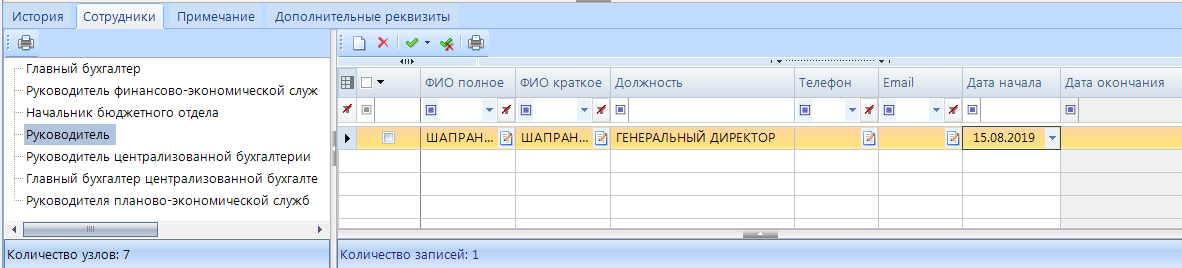 История Сотрудники Примечание Дополнительные реквизиты
Главный бухгалтер
Руководитель финансово-экономической служ
Начальник бюджетного отдела
Руководитель
Руководитель централизованной бухгалтерии
Главный бухгалтер централизованной бухгалте
Руководителя планово-экономической служб
Количество узлов: 7
ФИО полное ФИО краткое Должность Телефон Email Дата начала Дата окончания
ШАПРАН... ШАПРАН... ГЕНЕРАЛЬНЫЙ ДИРЕКТОР 15.08.2019
Количество записей: 1